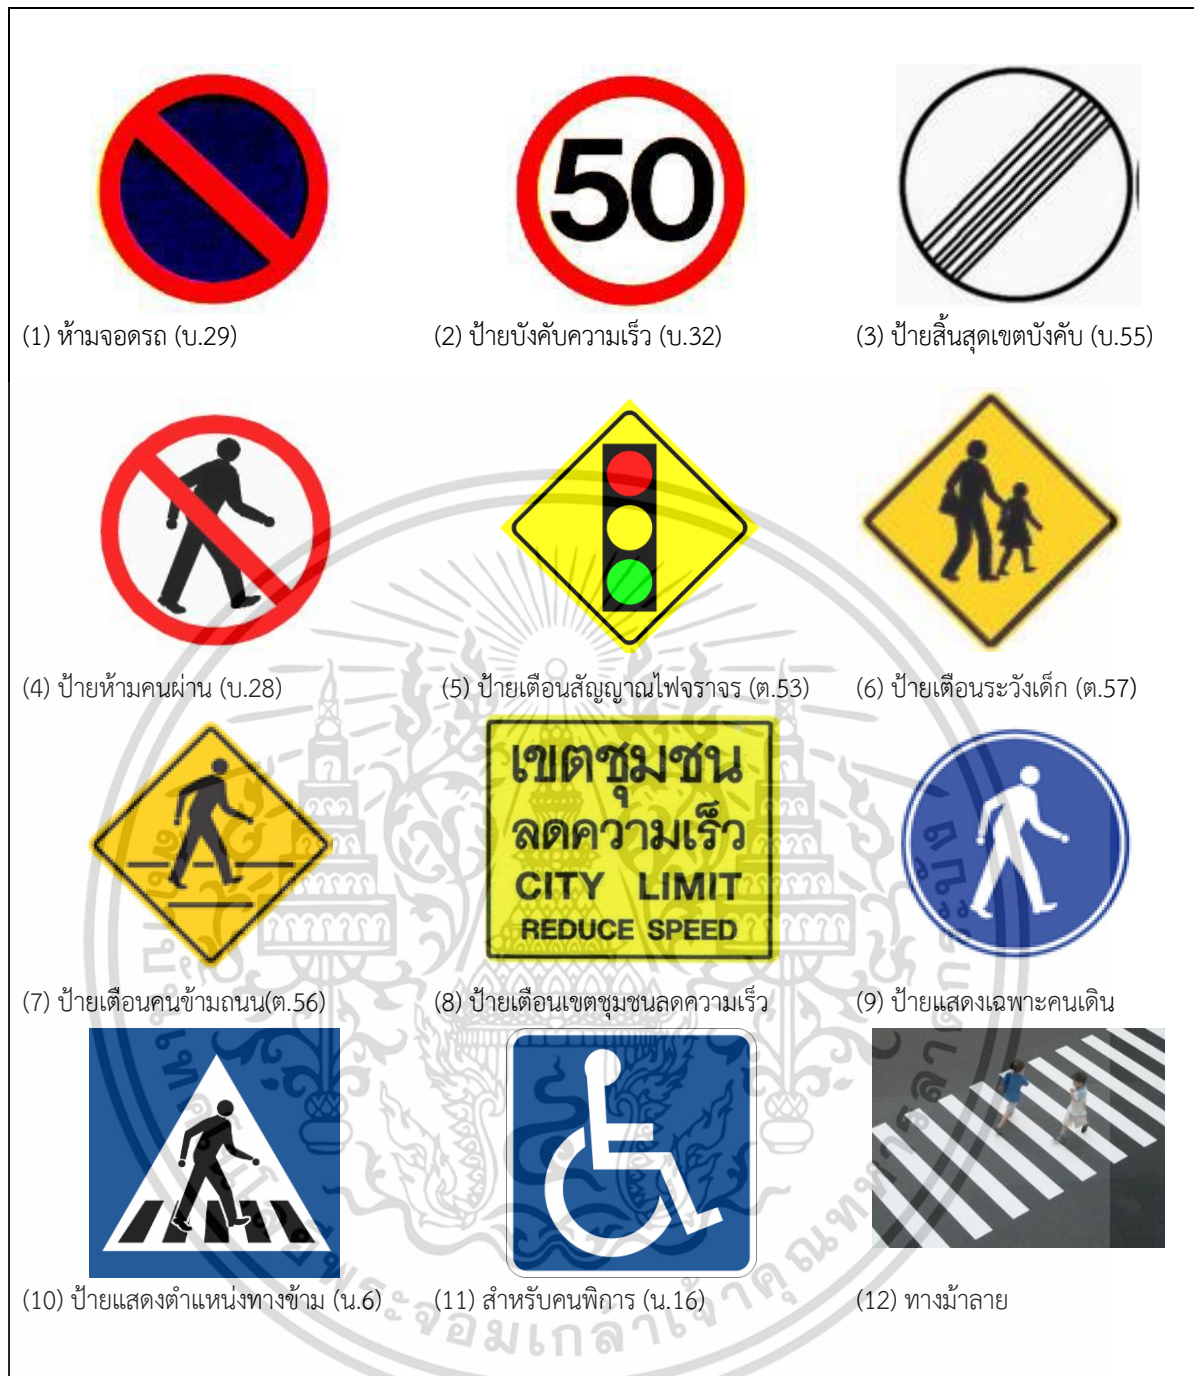 50
(1) ห้ามจอดรถ (บ.29)
(2) ป้ายบังคับความเร็ว (บ.32)
(3) ป้ายสิ้นสุดเขตบังคับ (บ.55)
(4) ป้ายห้ามคนผ่าน (บ.28)
(5) ป้ายเตือนสัญญาณไฟจราจร (ต.53)
(6) ป้ายเตือนระวังเด็ก (ต.57)
เขตชุมชน
ลดความเร็ว
CITY LIMIT
REDUCE SPEED
(7) ป้ายเตือนคนข้ามถนน(ต.56)
(8) ป้ายเตือนเขตชุมชนลดความเร็ว
(9) ป้ายแสดงเฉพาะคนเดิน
(10) ป้ายแสดงตำแหน่งทางข้าม (น.6)
(11) สำหรับคนพิการ (น.16)
(12) ทางม้าลาย